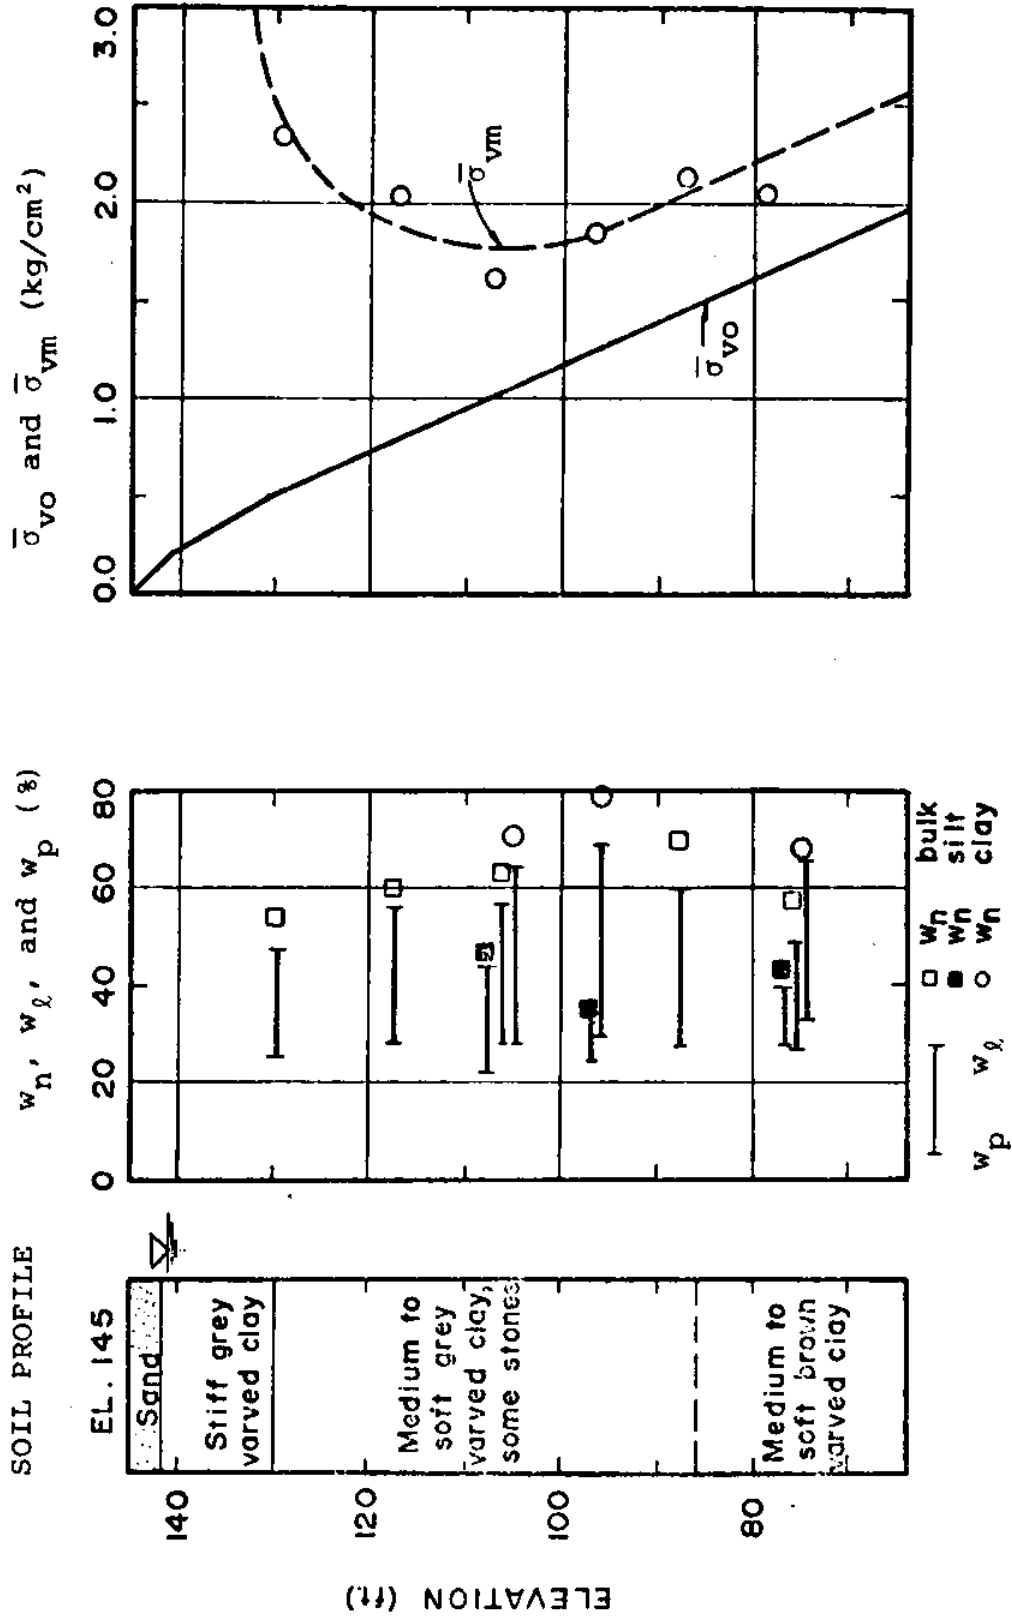 SOIL PROFILE
EL. 145
Sand
Stiff grey
varved clay
Medium to
soft grey
varved clay,
some stones
Medium to
soft brown
varved clay
ELEVATION (ft.)
140
120
100
80
wn, wℓ, and wp (%)
0 20 40 60 80
wp wℓ
□ wn bulk
■ wn silt
○ wn clay
σ̄vo and σ̄vm (kg/cm²)
0.0 1.0 2.0 3.0
σ̄vm
σ̄vo